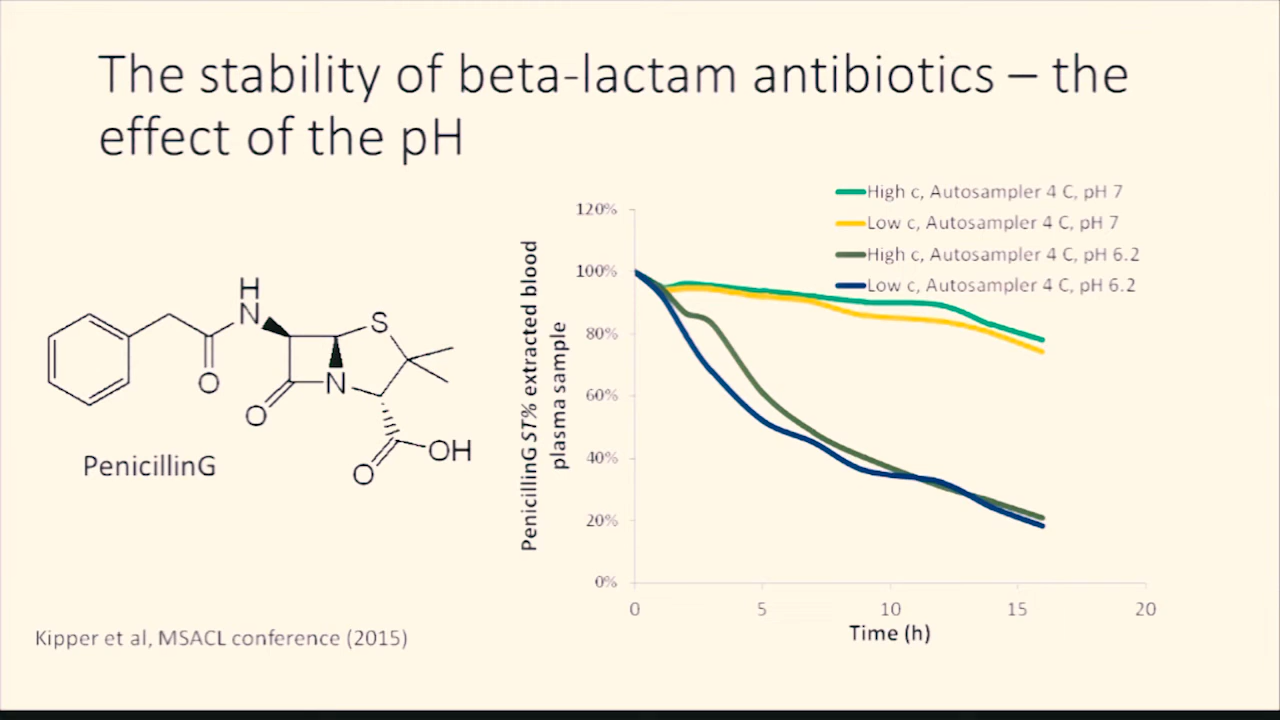 The stability of beta-lactam antibiotics – the
effect of the pH
High c, Autosampler 4 C, pH 7
Low c, Autosampler 4 C, pH 7
High c, Autosampler 4 C, pH 6.2
Low c, Autosampler 4 C, pH 6.2
120%
100%
80%
60%
40%
20%
0%
PenicillinG ST% extracted blood
plasma sample
0 5 10 15 20
Time (h)
H
N
S
O
N
O
OH
O
PenicillinG
Kipper et al, MSACL conference (2015)